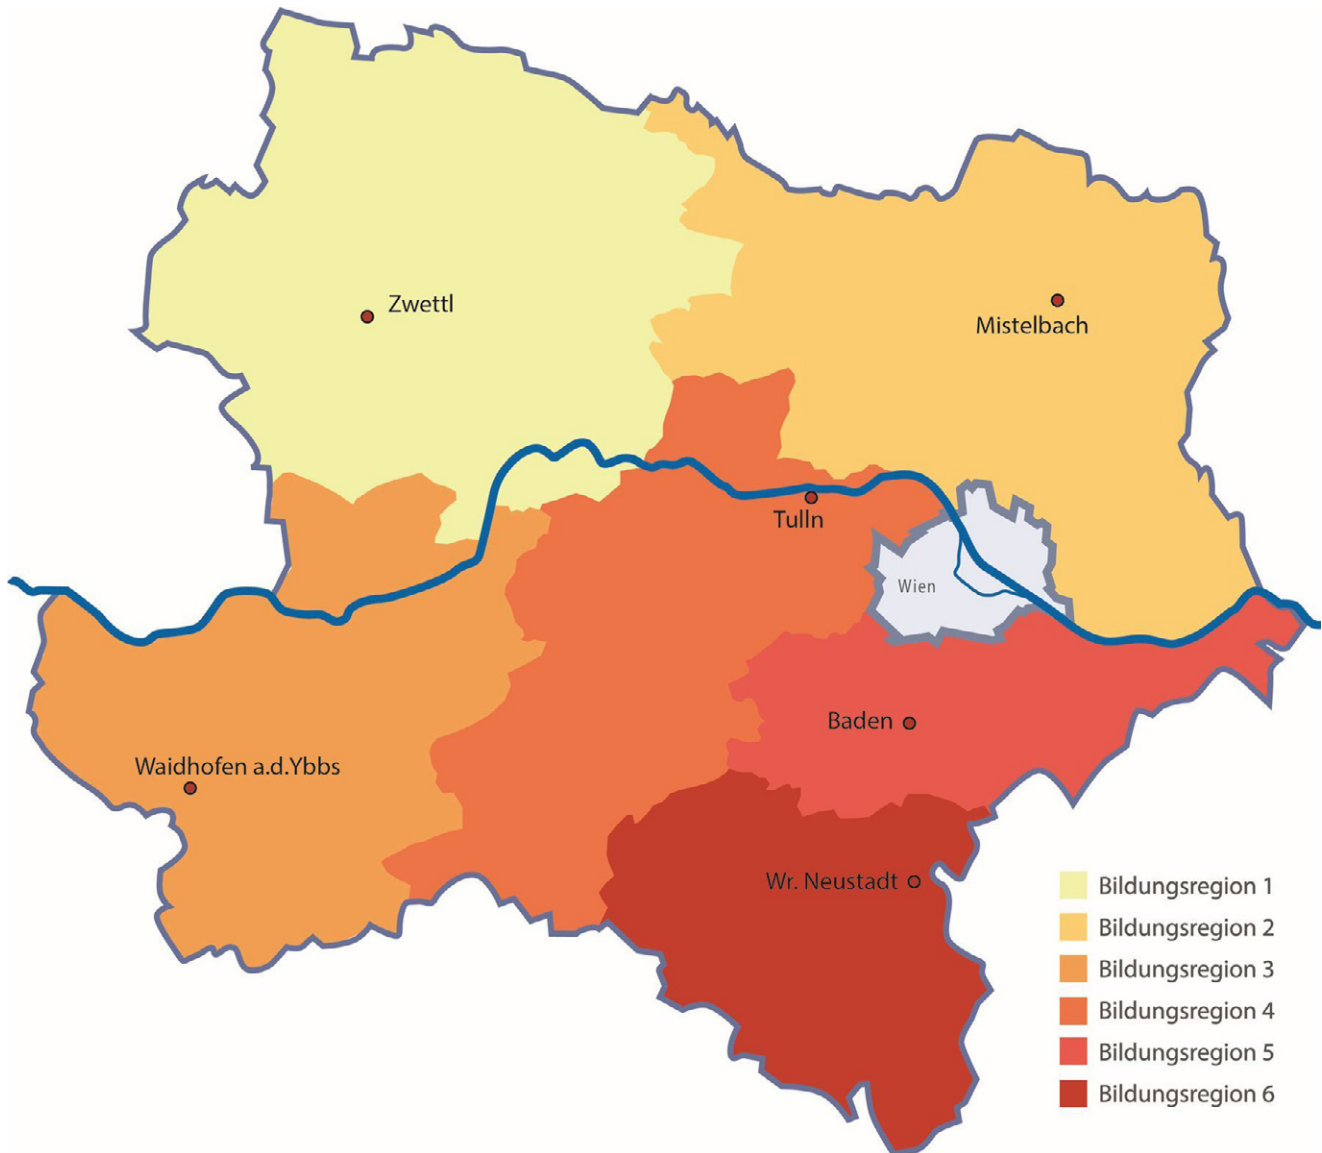 Zwettl
Mistelbach
Tulln
Wien
Baden
Waidhofen a.d.Ybbs
Wr. Neustadt
Bildungsregion 1
Bildungsregion 2
Bildungsregion 3
Bildungsregion 4
Bildungsregion 5
Bildungsregion 6